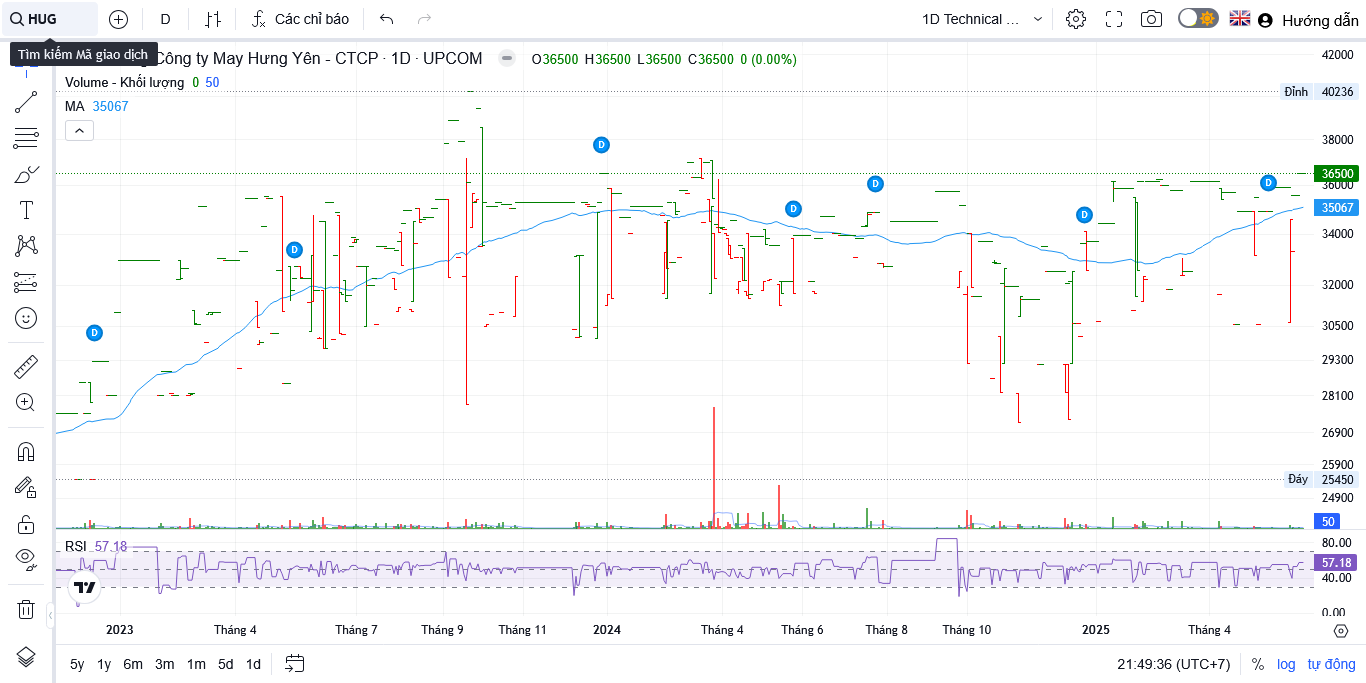 HUG
D
Các chỉ báo
1D Technical ...
Hướng dẫn
Tìm kiếm Mã giao dịch
Công ty May Hưng Yên - CTCP · 1D · UPCOM
O36500 H36500 L36500 C36500 0 (0.00%)
Volume - Khối lượng 0 50
MA 35067
42000
Đỉnh 40236
38000
36500
36000
35067
34000
32000
30500
29300
28100
26900
25900
Đáy 25450
24900
50
D
D
D
D
D
D
D
RSI 57.18
80.00
57.18
40.00
0.00
2023
Tháng 4
Tháng 7
Tháng 9
Tháng 11
2024
Tháng 4
Tháng 6
Tháng 8
Tháng 10
2025
Tháng 4
5y 1y 6m 3m 1m 5d 1d
21:49:36 (UTC+7)
% log tự động